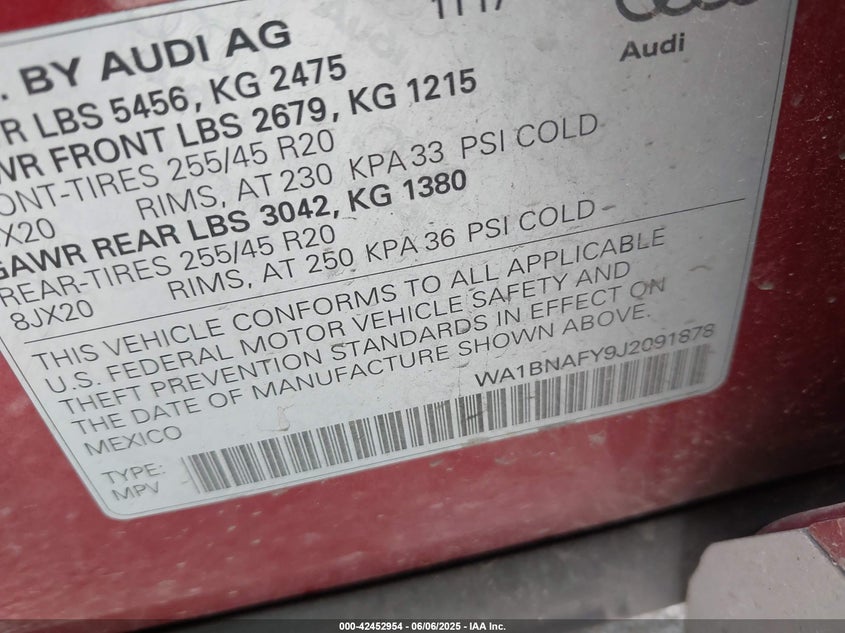 11 17
. BY AUDI AG
Audi
R LBS 5456, KG 2475
WR FRONT LBS 2679, KG 1215
ONT-TIRES 255/45 R20
X20 RIMS, AT 230 KPA 33 PSI COLD
GAWR REAR LBS 3042, KG 1380
REAR-TIRES 255/45 R20
8JX20 RIMS, AT 250 KPA 36 PSI COLD
THIS VEHICLE CONFORMS TO ALL APPLICABLE
U.S. FEDERAL MOTOR VEHICLE SAFETY AND
THEFT PREVENTION STANDARDS IN EFFECT ON
THE DATE OF MANUFACTURE SHOWN ABOVE.
MEXICO
WA1BNAFY9J2091878
TYPE:
MPV
000-42452954 - 06/06/2025 - IAA Inc.